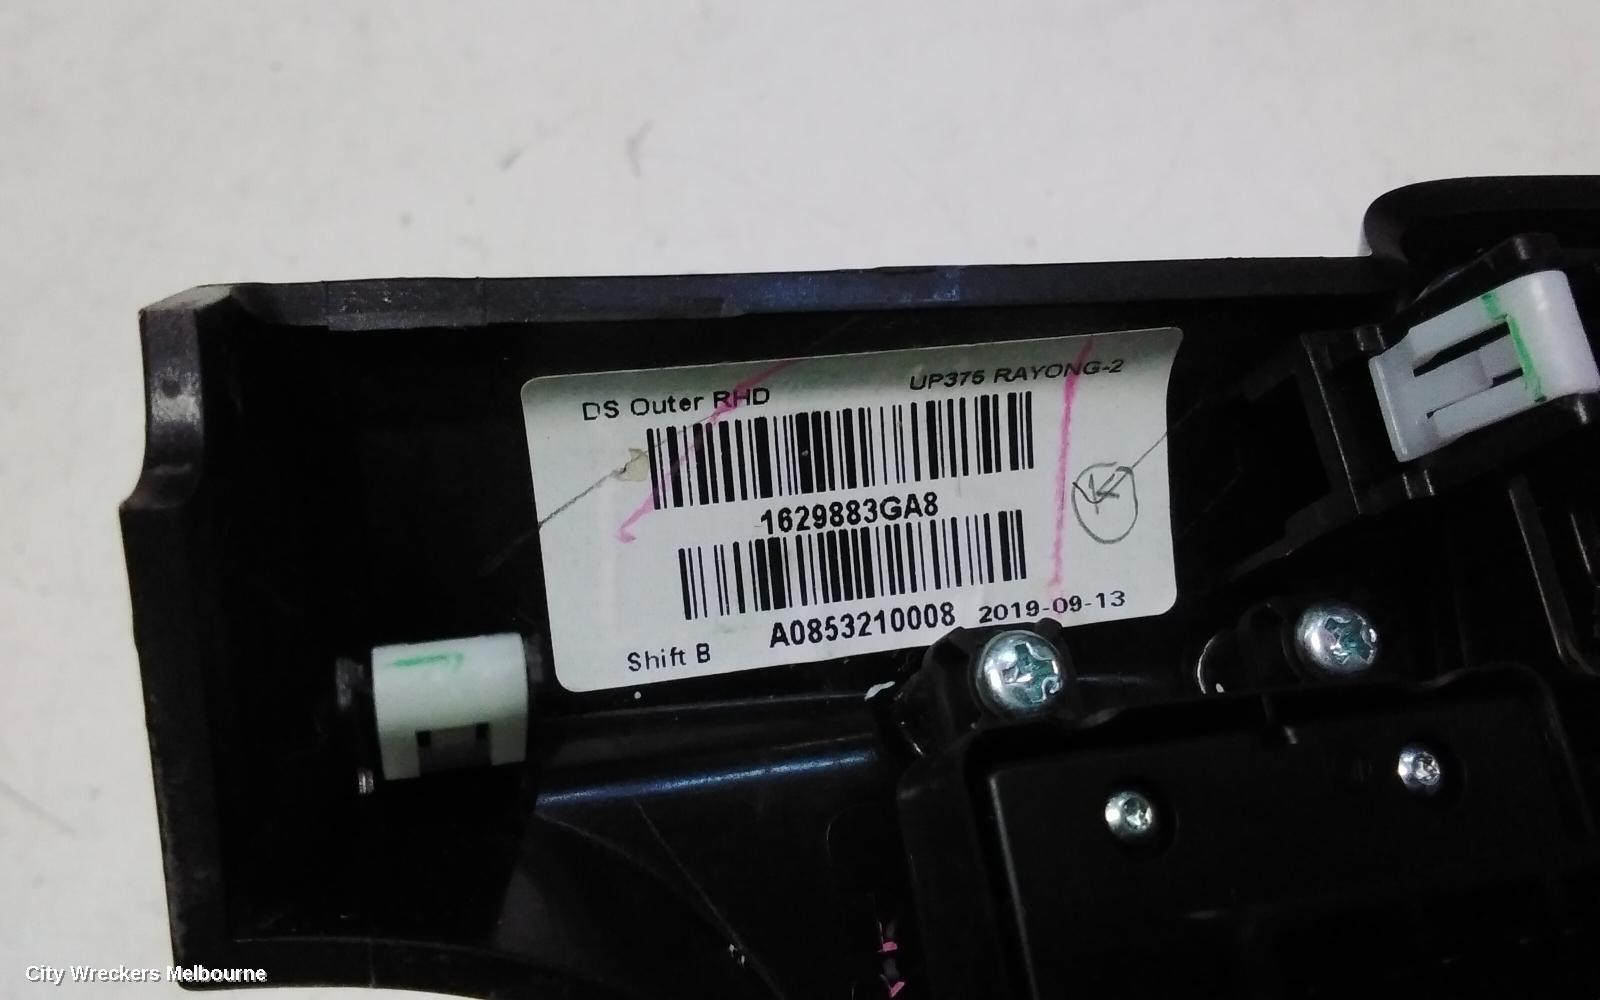 DS Outer RHD UP375 RAYONG-2
1629883GA8
Shift B A0853210008 2019-09-13
K
City Wreckers Melbourne